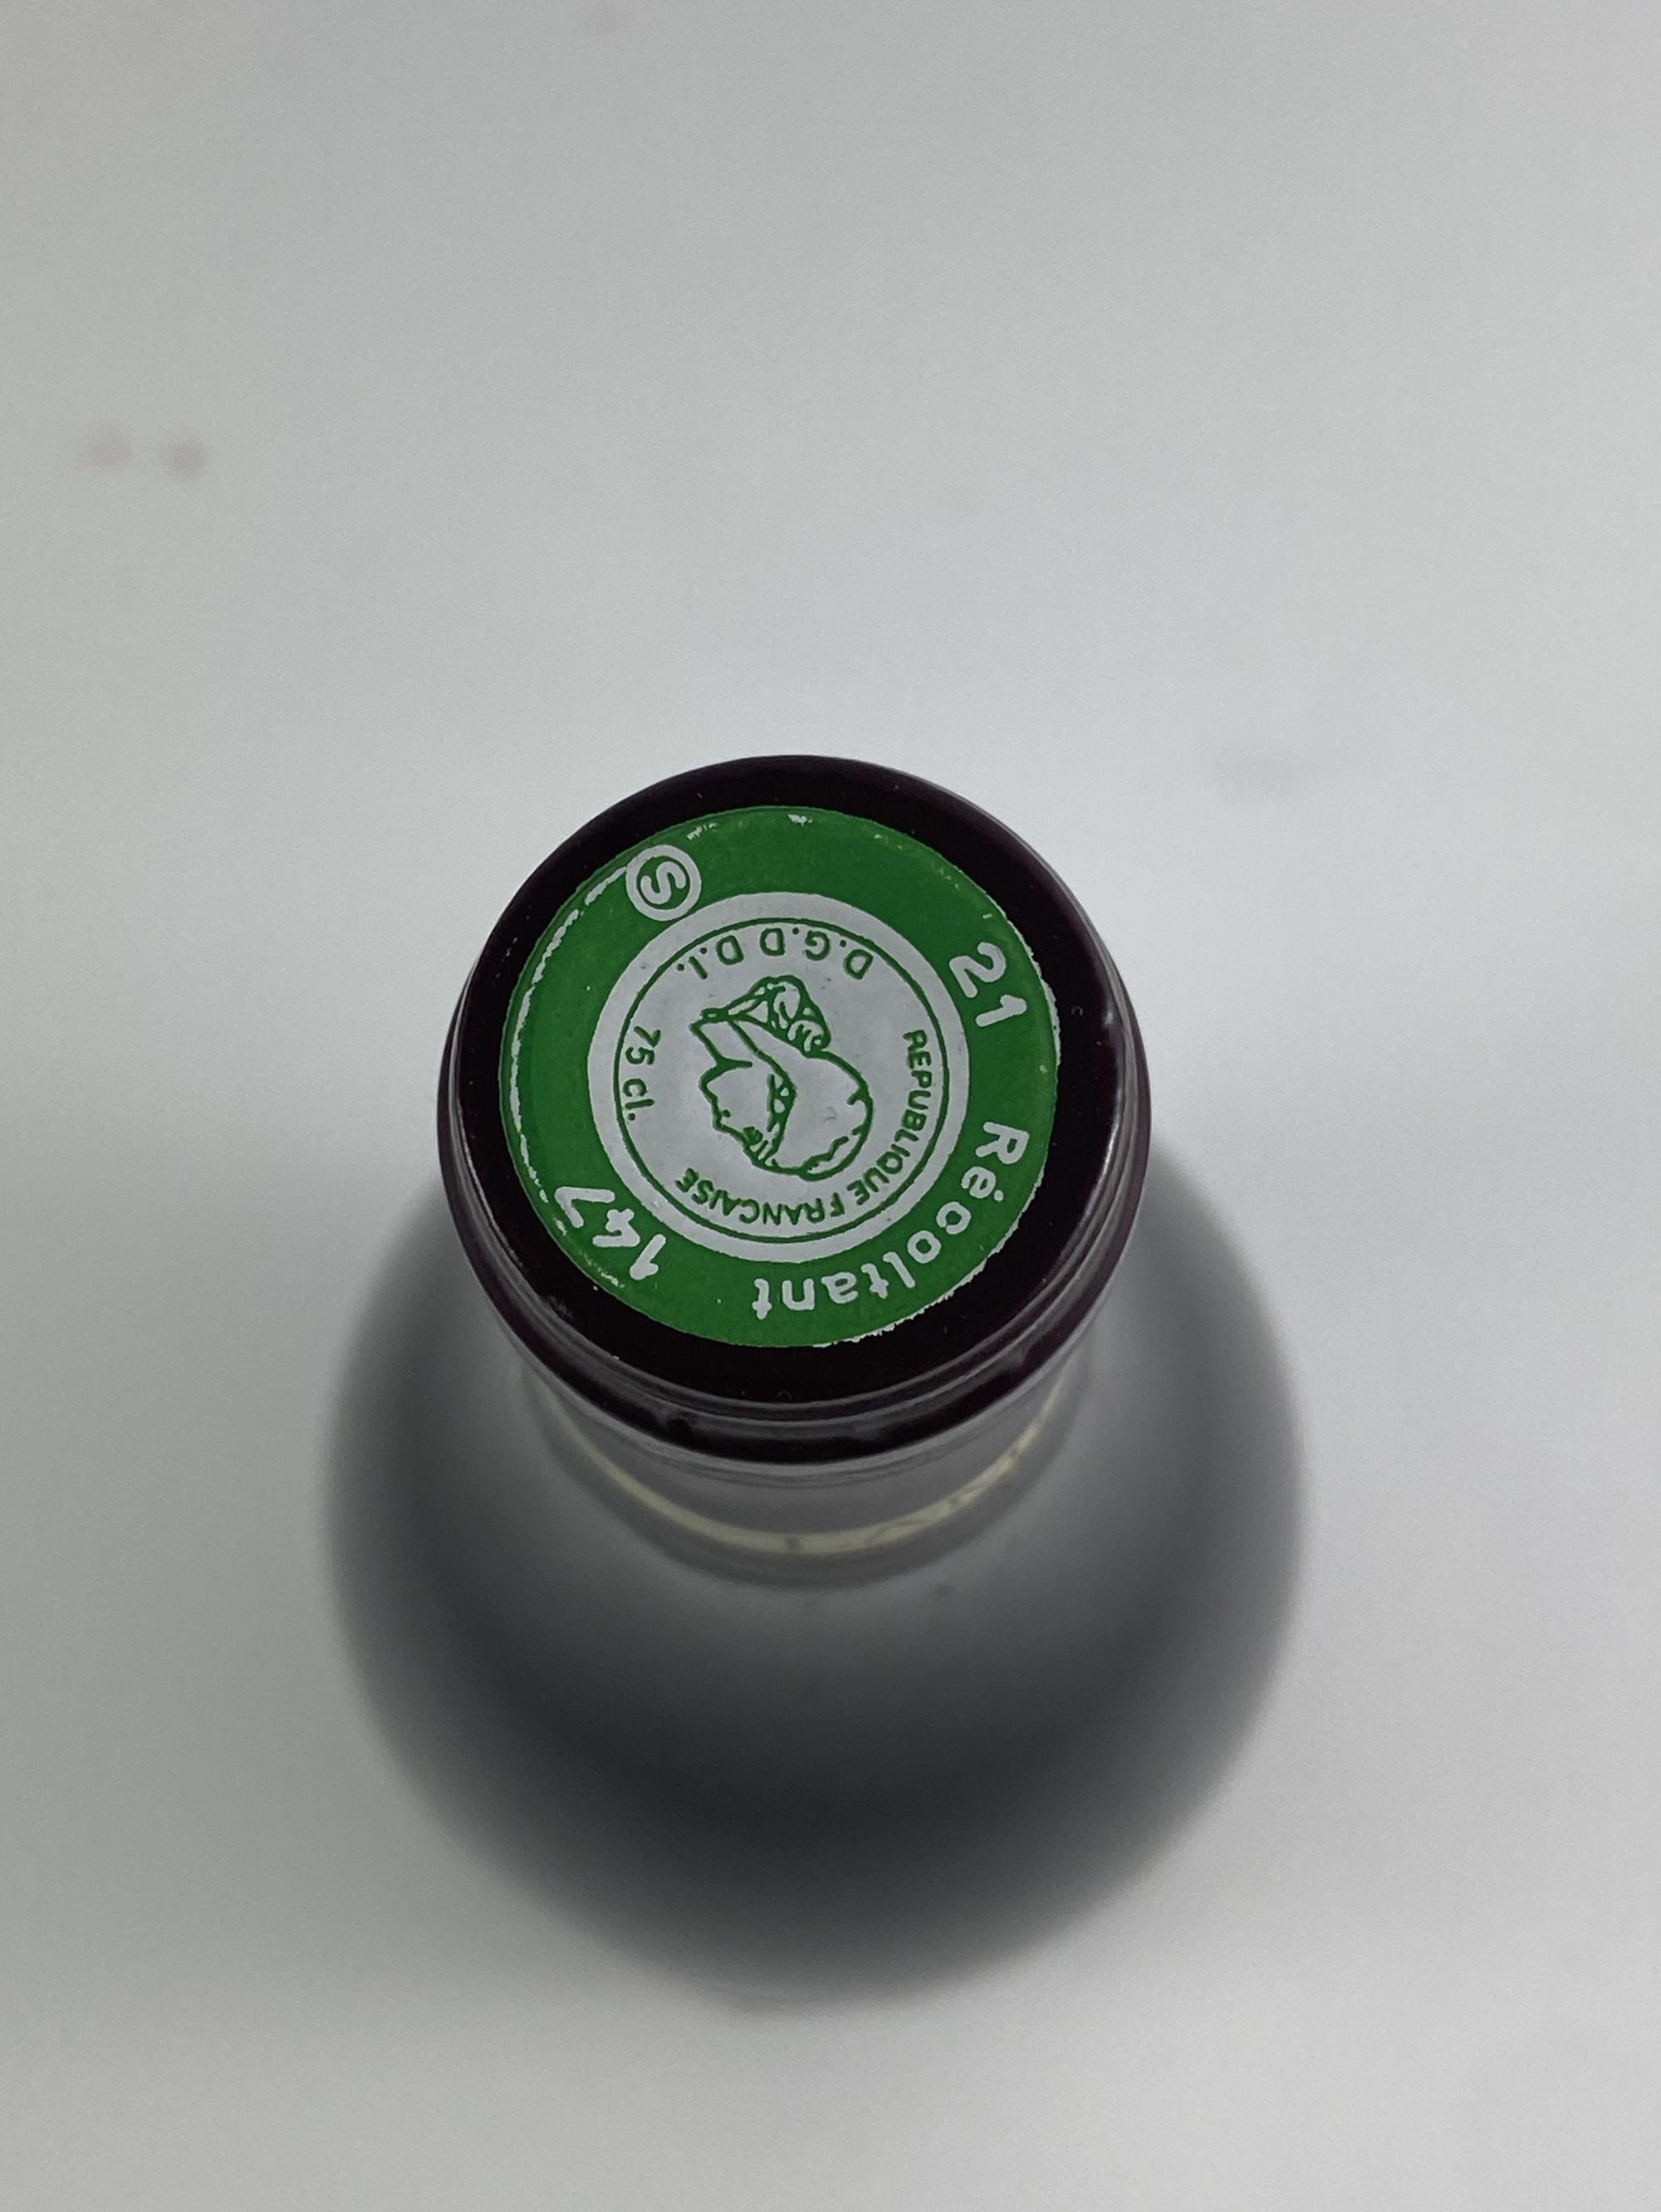 21 Récoltant 147
S
REPUBLIQUE FRANCAISE
75 cl.
D.G.D D.I.